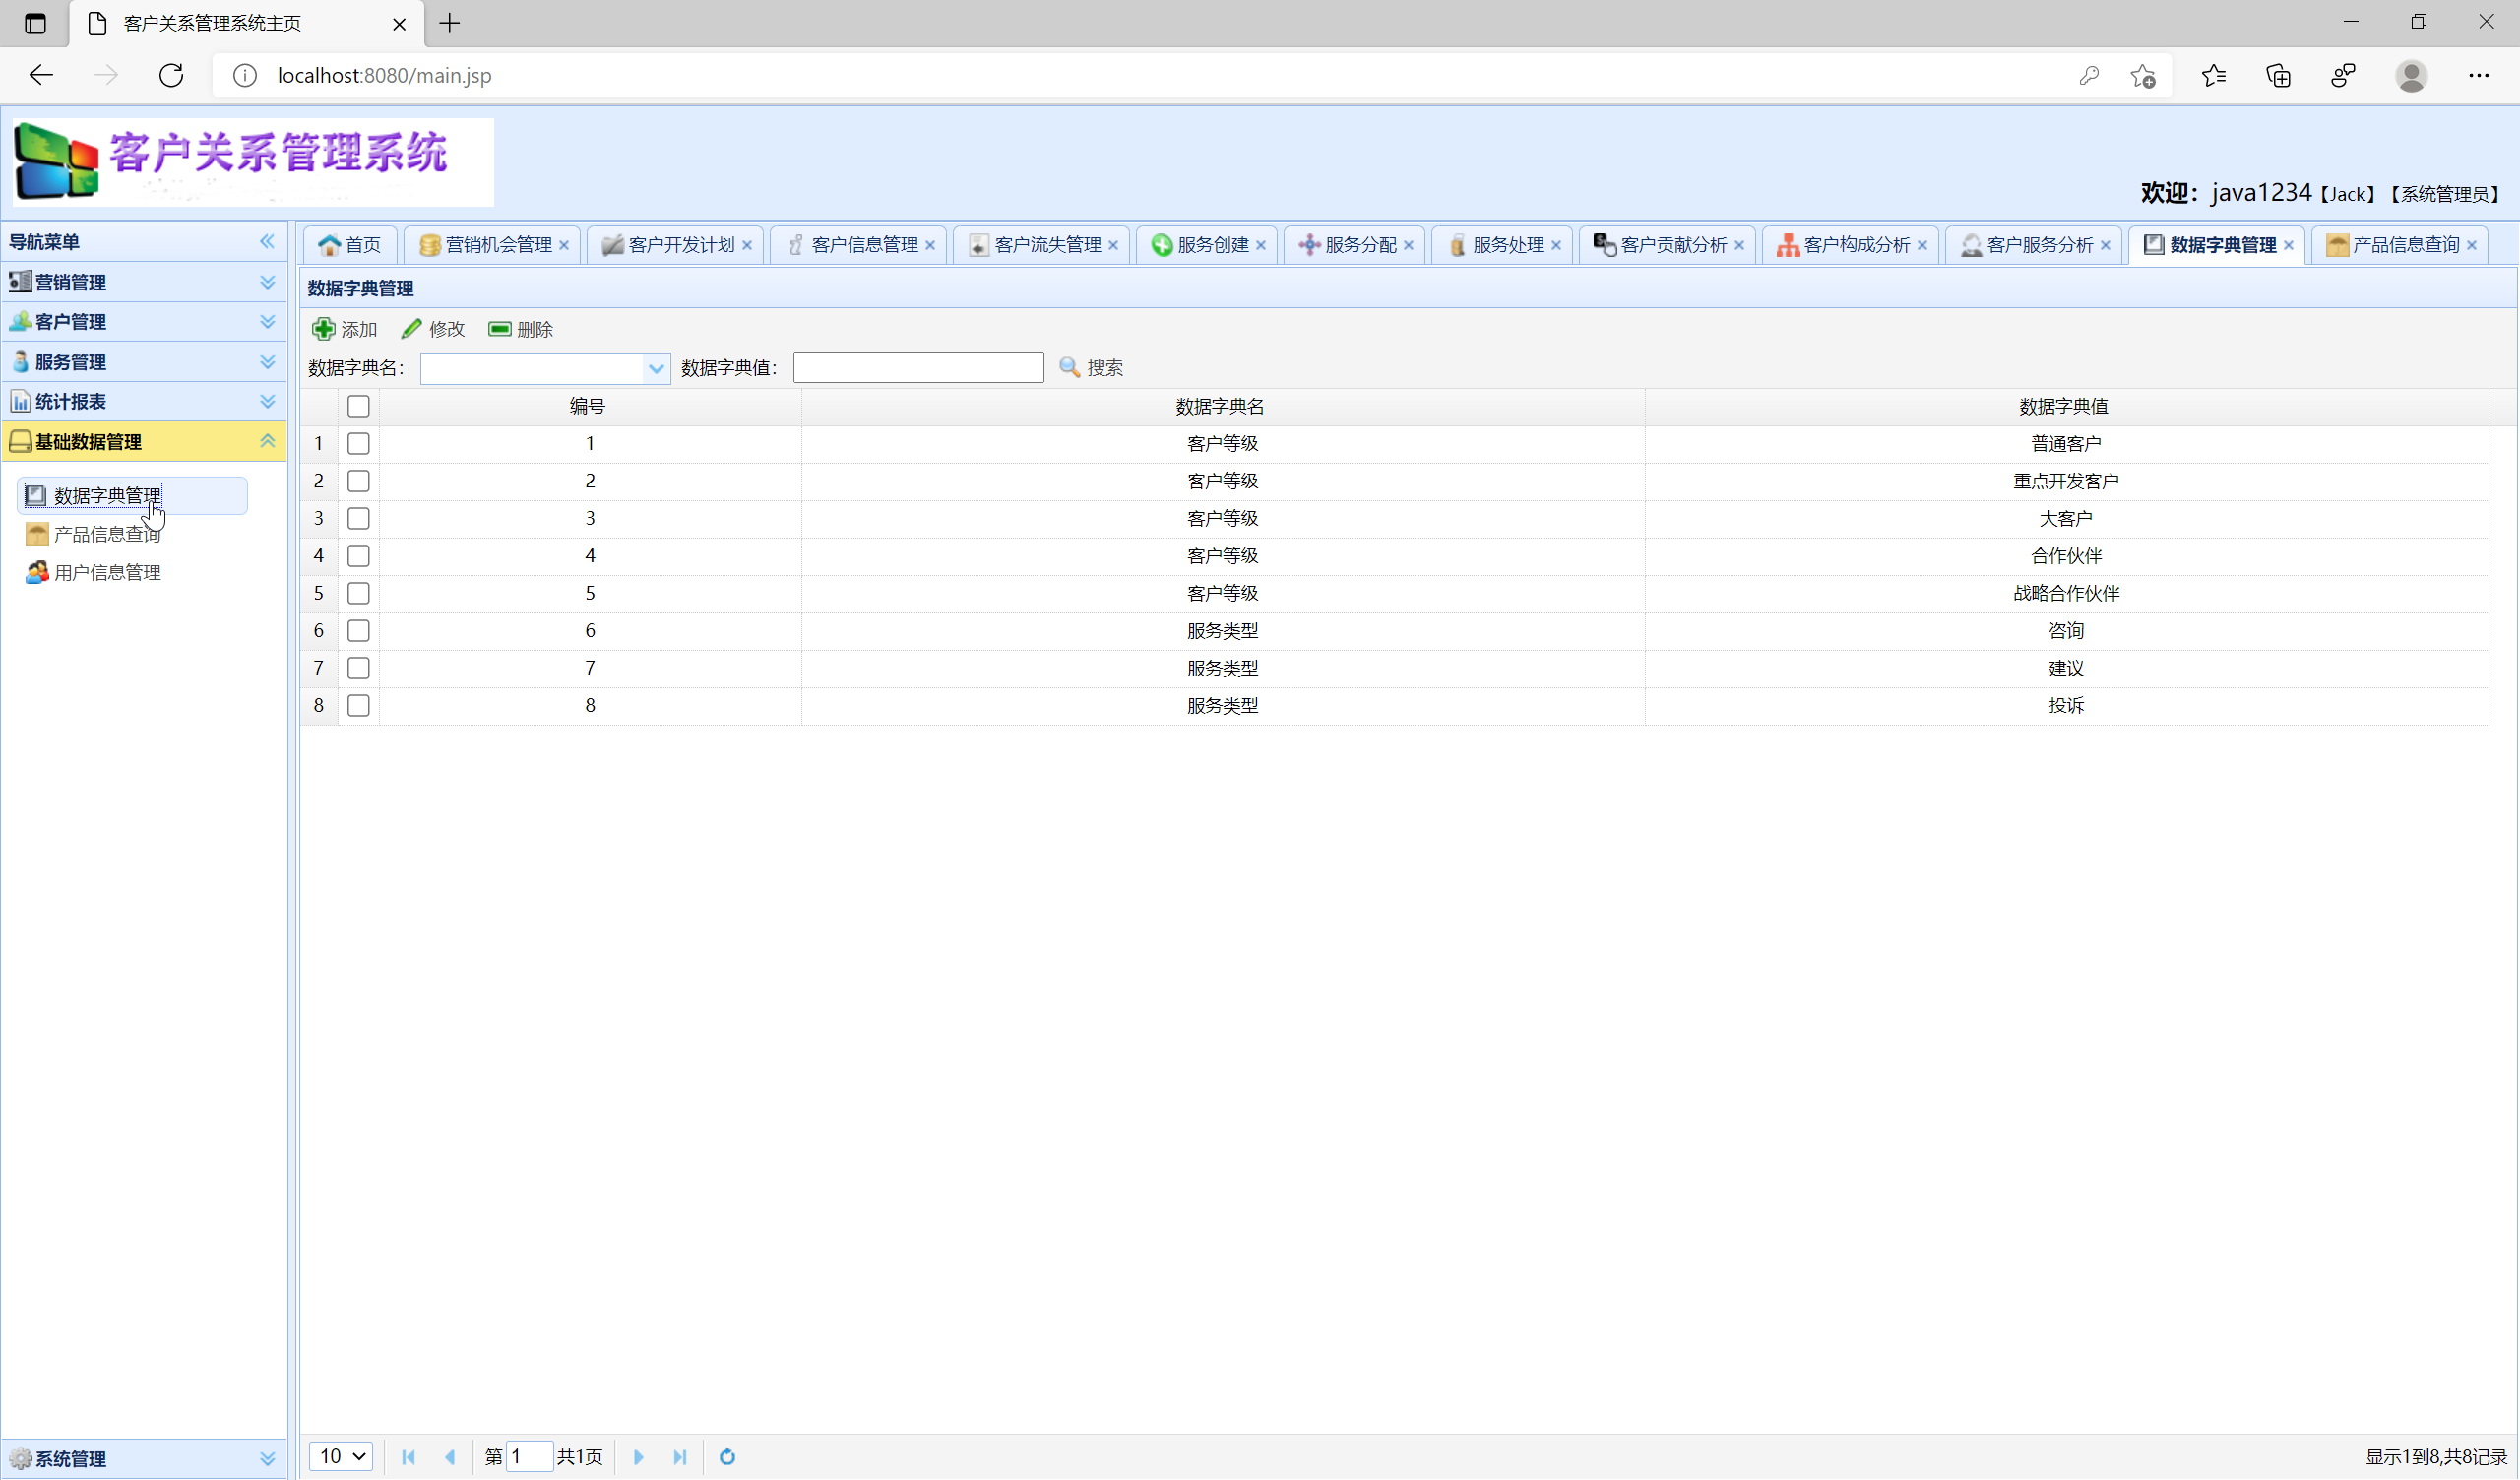 客户关系管理系统主页
localhost:8080/main.jsp
客户关系管理系统
欢迎：java1234【Jack】【系统管理员】
导航菜单
营销管理
客户管理
服务管理
统计报表
基础数据管理
数据字典管理
产品信息查询
用户信息管理
系统管理
首页 营销机会管理 客户开发计划 客户信息管理 客户流失管理 服务创建 服务分配 服务处理 客户贡献分析 客户构成分析 客户服务分析 数据字典管理 产品信息查询
数据字典管理
添加 修改 删除
数据字典名： 数据字典值： 搜索
编号 数据字典名 数据字典值
1 1 客户等级 普通客户
2 2 客户等级 重点开发客户
3 3 客户等级 大客户
4 4 客户等级 合作伙伴
5 5 客户等级 战略合作伙伴
6 6 服务类型 咨询
7 7 服务类型 建议
8 8 服务类型 投诉
10 第 1 共1页 显示1到8,共8记录